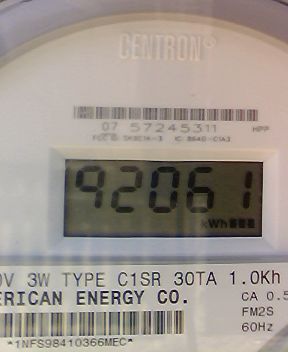 CENTRON®
07 57245311 HPP
92061
kWh
0V 3W TYPE C1SR 30TA 1.0Kh
ERICAN ENERGY CO. CA 0.5
FM2S
60Hz
*1NFS98410366MEC*